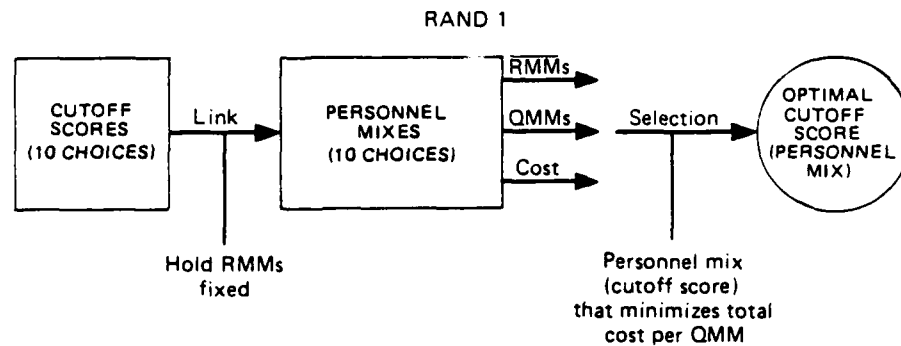 RAND 1
CUTOFF
SCORES
(10 CHOICES)
Link
Hold RMMs
fixed
PERSONNEL
MIXES
(10 CHOICES)
RMMs
QMMs
Cost
Selection
Personnel mix
(cutoff score)
that minimizes total
cost per QMM
OPTIMAL
CUTOFF
SCORE
(PERSONNEL
MIX)